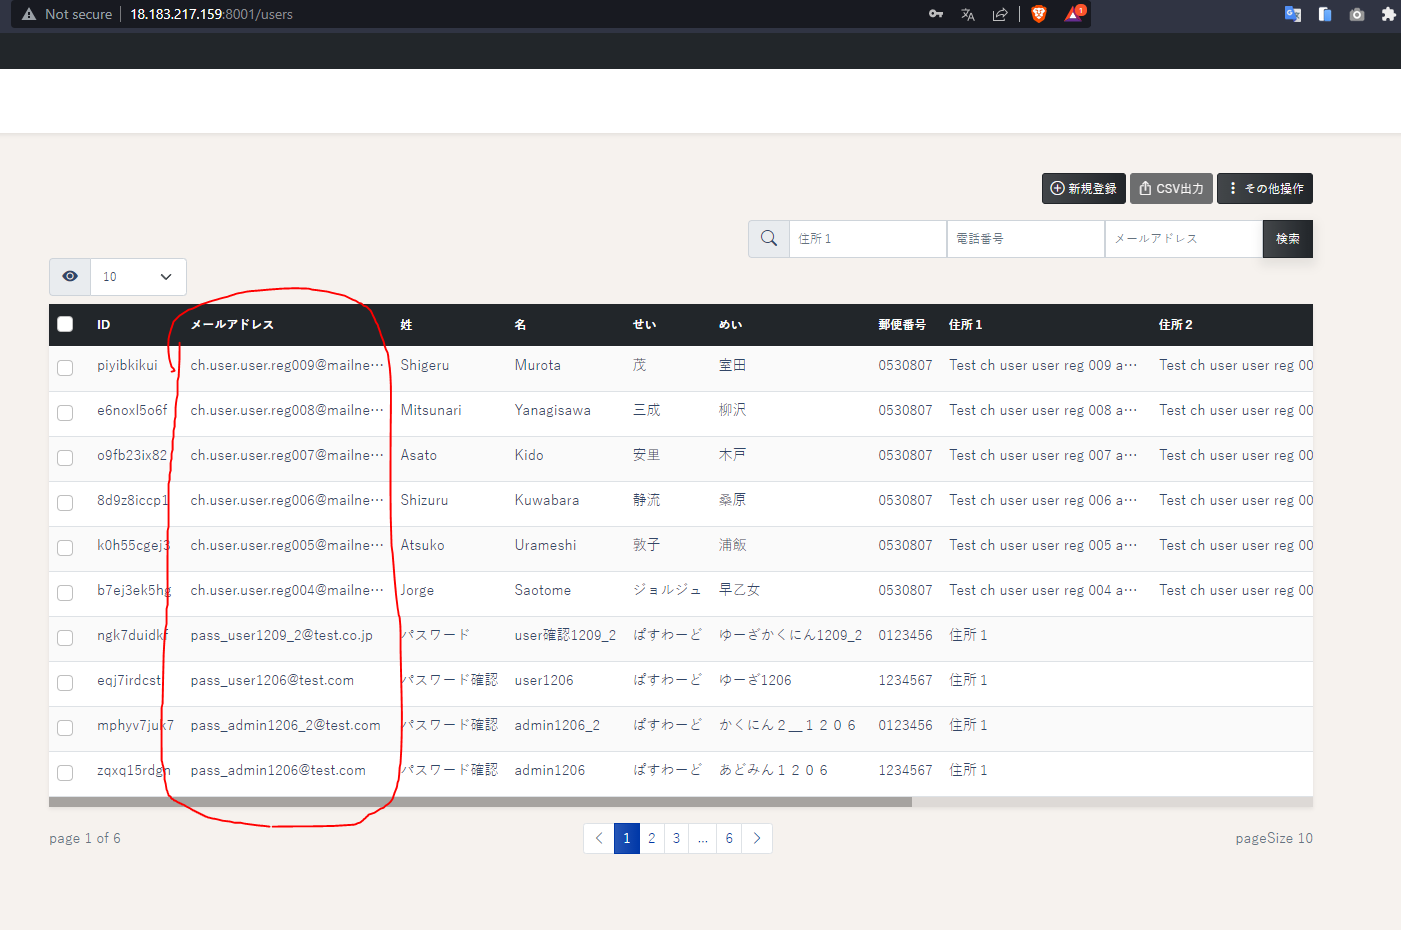 Not secure 18.183.217.159:8001/users 1
新規登録 CSV出力 その他操作
住所１ 電話番号 メールアドレス 検索
10
ID メールアドレス 姓 名 せい めい 郵便番号 住所１ 住所２
piyibkikui ch.user.user.reg009@mailne… Shigeru Murota 茂 室田 0530807 Test ch user user reg 009 a… Test ch user user reg 00
e6noxl5o6f ch.user.user.reg008@mailne… Mitsunari Yanagisawa 三成 柳沢 0530807 Test ch user user reg 008 a… Test ch user user reg 00
o9fb23ix82 ch.user.user.reg007@mailne… Asato Kido 安里 木戸 0530807 Test ch user user reg 007 a… Test ch user user reg 00
8d9z8iccp1 ch.user.user.reg006@mailne… Shizuru Kuwabara 静流 桑原 0530807 Test ch user user reg 006 a… Test ch user user reg 00
k0h55cgej3 ch.user.user.reg005@mailne… Atsuko Urameshi 敦子 浦飯 0530807 Test ch user user reg 005 a… Test ch user user reg 00
b7ej3ek5hg ch.user.user.reg004@mailne… Jorge Saotome ジョルジュ 早乙女 0530807 Test ch user user reg 004 a… Test ch user user reg 00
ngk7duidkf pass_user1209_2@test.co.jp パスワード user確認1209_2 ぱすわーど ゆーざかくにん1209_2 0123456 住所１
eqj7irdcst pass_user1206@test.com パスワード確認 user1206 ぱすわーど ゆーざ1206 1234567 住所１
mphyv7juk7 pass_admin1206_2@test.com パスワード確認 admin1206_2 ぱすわーど かくにん２＿１２０６ 0123456 住所１
zqxq15rdgn pass_admin1206@test.com パスワード確認 admin1206 ぱすわーど あどみん１２０６ 1234567 住所１
page 1 of 6 1 2 3 ... 6 pageSize 10